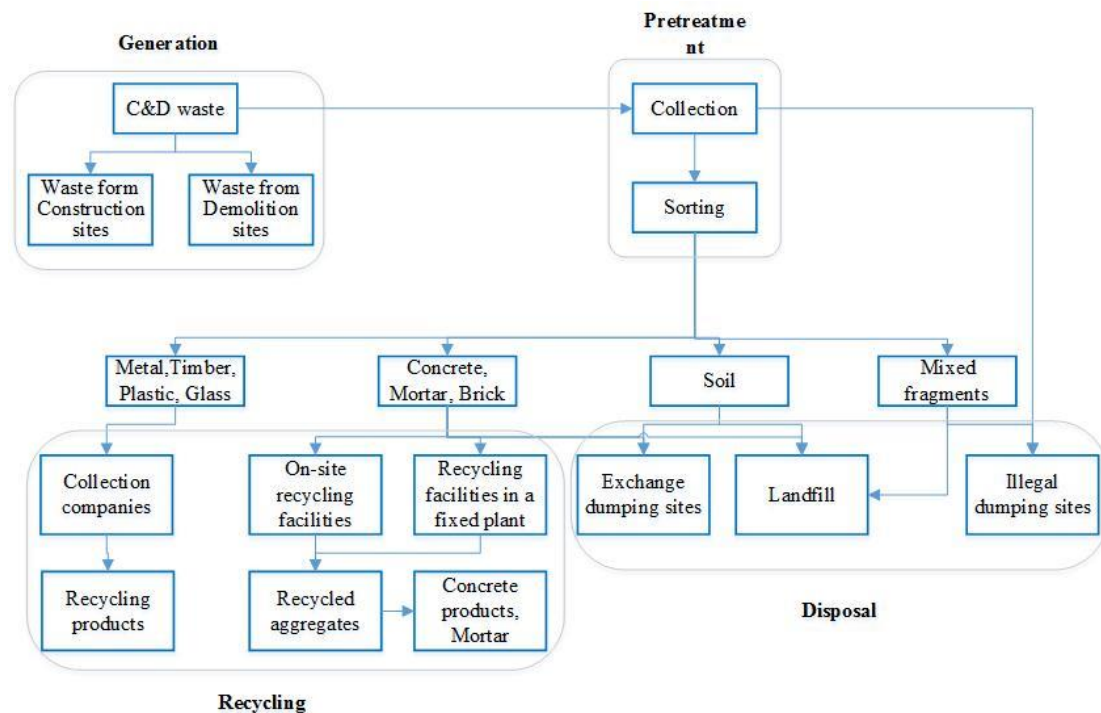 Generation
Pretreatme
nt
C&D waste
Collection
Waste form
Construction
sites
Waste from
Demolition
sites
Sorting
Metal,Timber,
Plastic, Glass
Concrete,
Mortar, Brick
Soil
Mixed
fragments
Collection
companies
On-site
recycling
facilities
Recycling
facilities in a
fixed plant
Exchange
dumping sites
Landfill
Illegal
dumping sites
Recycling
products
Recycled
aggregates
Concrete
products,
Mortar
Disposal
Recycling